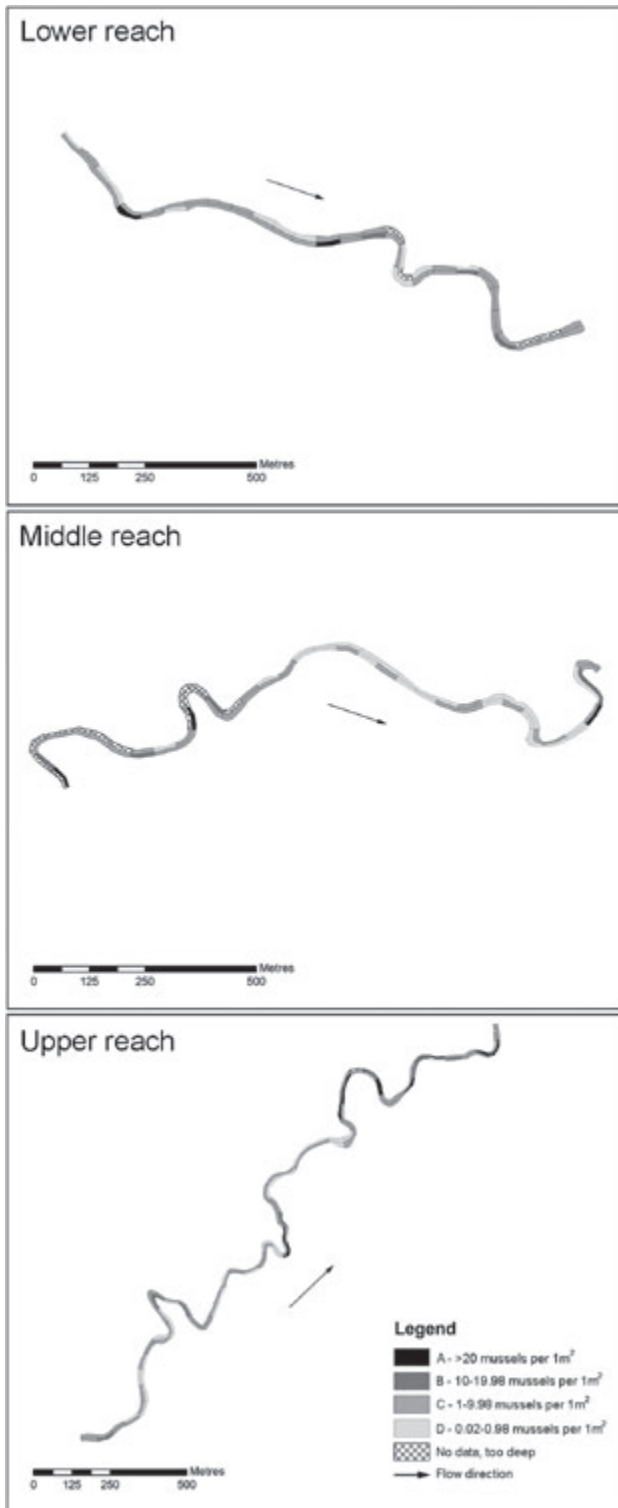 Lower reach
Metres
0 125 250 500
Middle reach
Metres
0 125 250 500
Upper reach
Legend
A - >20 mussels per 1m²
B - 10-19.98 mussels per 1m²
C - 1-9.98 mussels per 1m²
D - 0.02-0.98 mussels per 1m²
No data, too deep
Flow direction
Metres
0 125 250 500